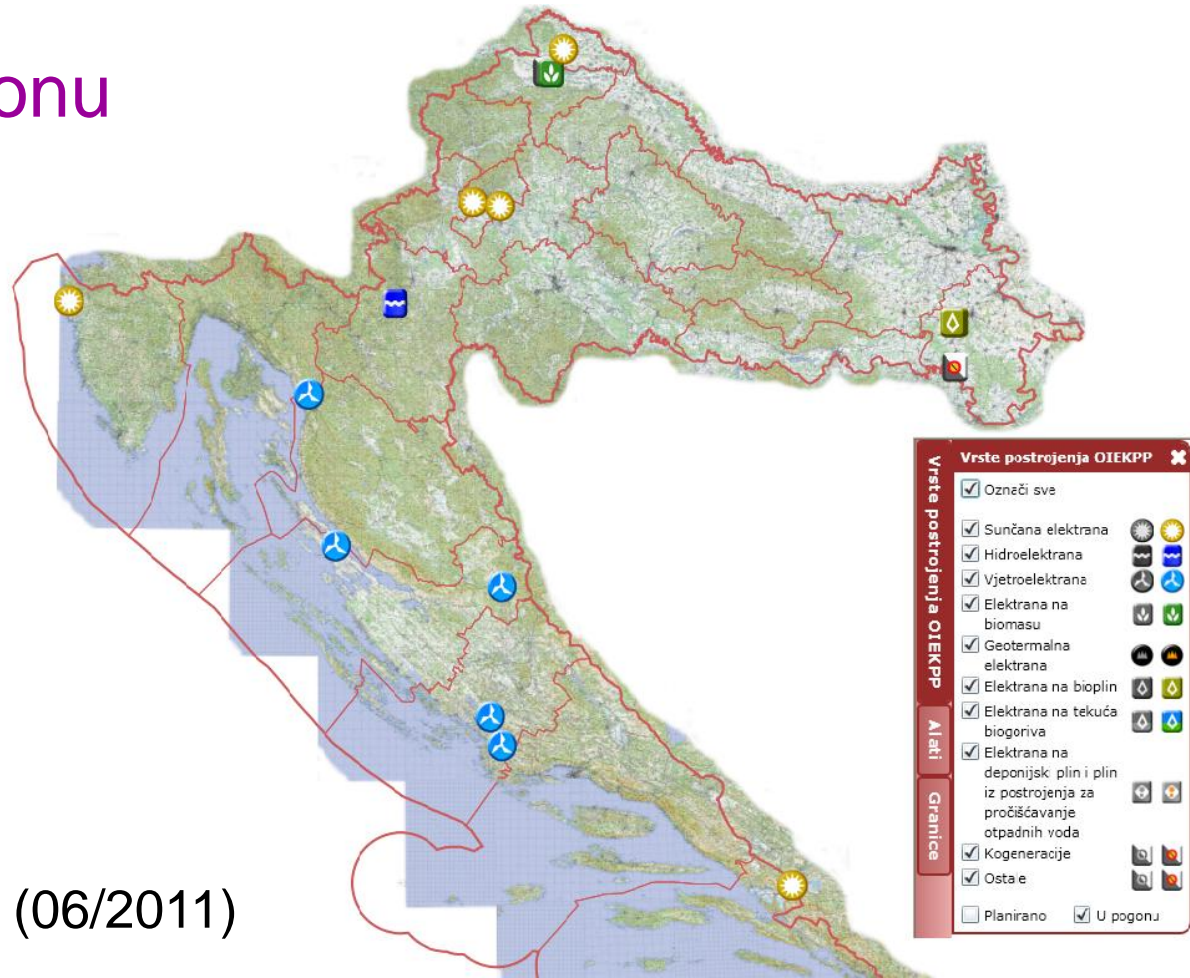 onu
Vrste postrojenja OIEKPP
Alati
Granice
Vrste postrojenja OIEKPP
Označi sve
Sunčana elektrana
Hidroelektrana
Vjetroelektrana
Elektrana na
biomasu
Geotermalna
elektrana
Elektrana na bioplin
Elektrana na tekuća
biogoriva
Elektrana na
deponijski plin i plin
iz postrojenja za
pročišćavanje
otpadnih voda
Kogeneracije
Ostale
Planirano
U pogonu
(06/2011)